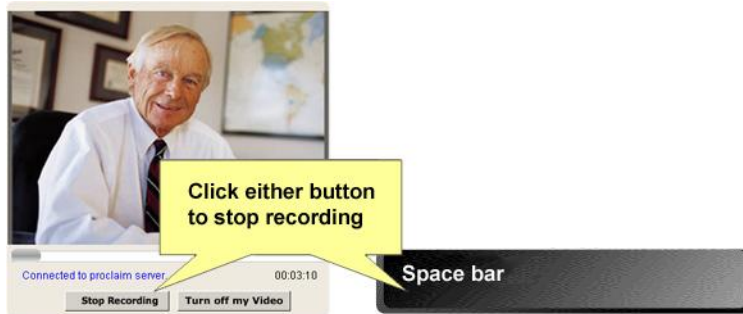 Click either button
to stop recording
Connected to proclaim server.
00:03:10
Space bar
Stop Recording
Turn off my Video